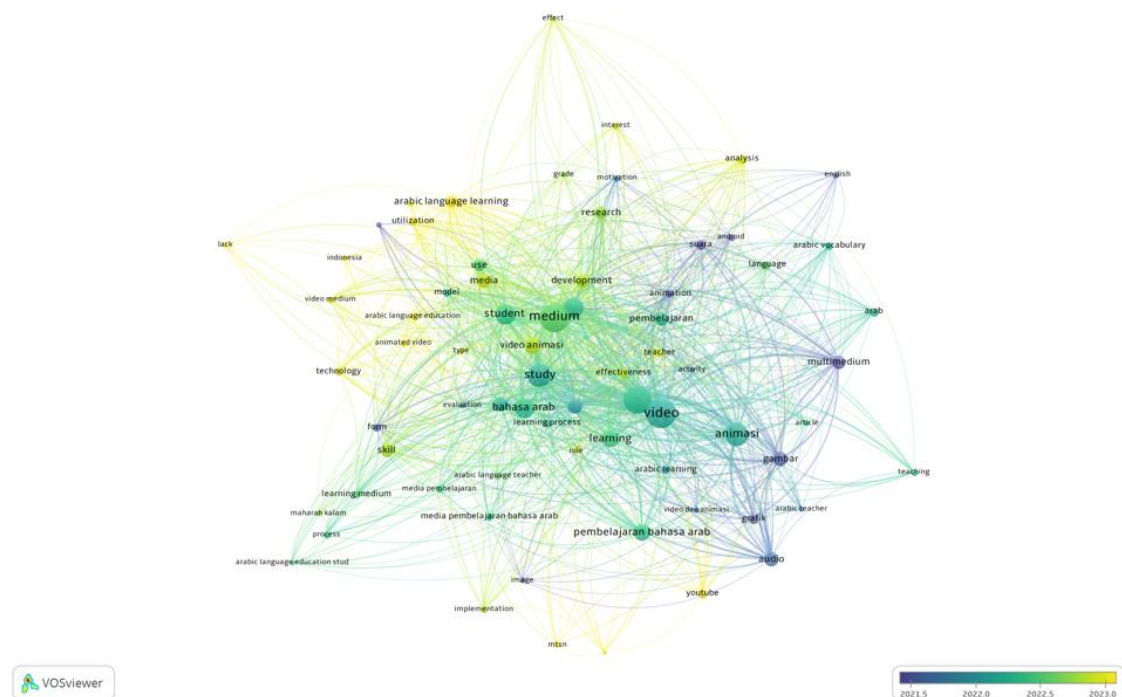 effect
interest
analysis
grade
motivation
english
arabic language learning
research
utilization
android
suara
lack
arabic vocabulary
indonesia
use
language
model
media
development
animation
video medium
student
medium
arabic language education
pembelajaran
arab
animated video
video animasi
type
teacher
multimedium
technology
study
effectiveness
activity
evaluation
bahasa arab
video
learning process
article
form
learning
animasi
skill
role
gambar
arabic learning
teaching
arabic language teacher
media pembelajaran
learning medium
video dan animasi
arabic teacher
maharah kalam
media pembelajaran bahasa arab
grafik
process
pembelajaran bahasa arab
arabic language education stud
audio
image
youtube
implementation
mtsn
VOSviewer
2021.5 2022.0 2022.5 2023.0